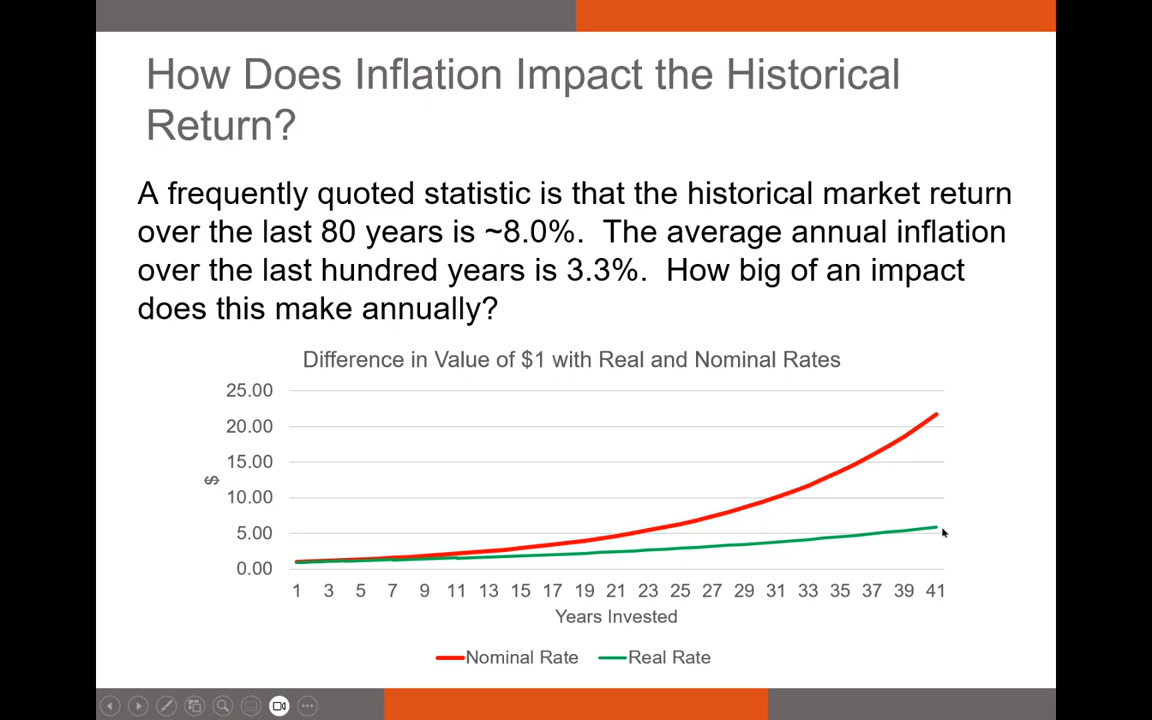 How Does Inflation Impact the Historical
Return?
A frequently quoted statistic is that the historical market return
over the last 80 years is ~8.0%.  The average annual inflation
over the last hundred years is 3.3%.  How big of an impact
does this make annually?
Difference in Value of $1 with Real and Nominal Rates
25.00
20.00
15.00
10.00
5.00
0.00
$
1 3 5 7 9 11 13 15 17 19 21 23 25 27 29 31 33 35 37 39 41
Years Invested
Nominal Rate Real Rate